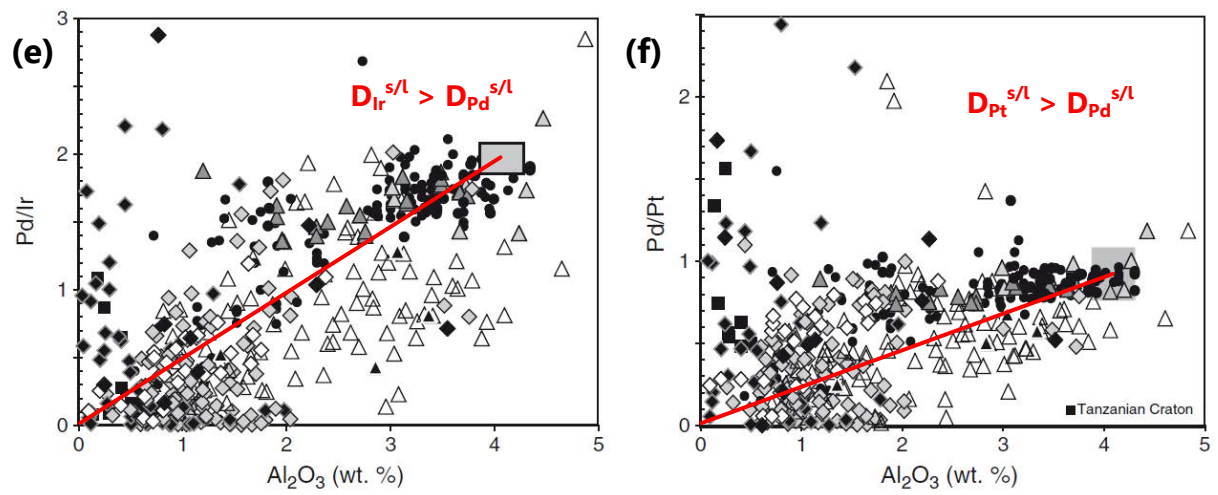 (e)
3
2
1
0
Pd/Ir
D_Ir^s/l > D_Pd^s/l
0 1 2 3 4 5
Al₂O₃ (wt. %)
(f)
2
1
0
Pd/Pt
D_Pt^s/l > D_Pd^s/l
Tanzanian Craton
0 1 2 3 4 5
Al₂O₃ (wt. %)